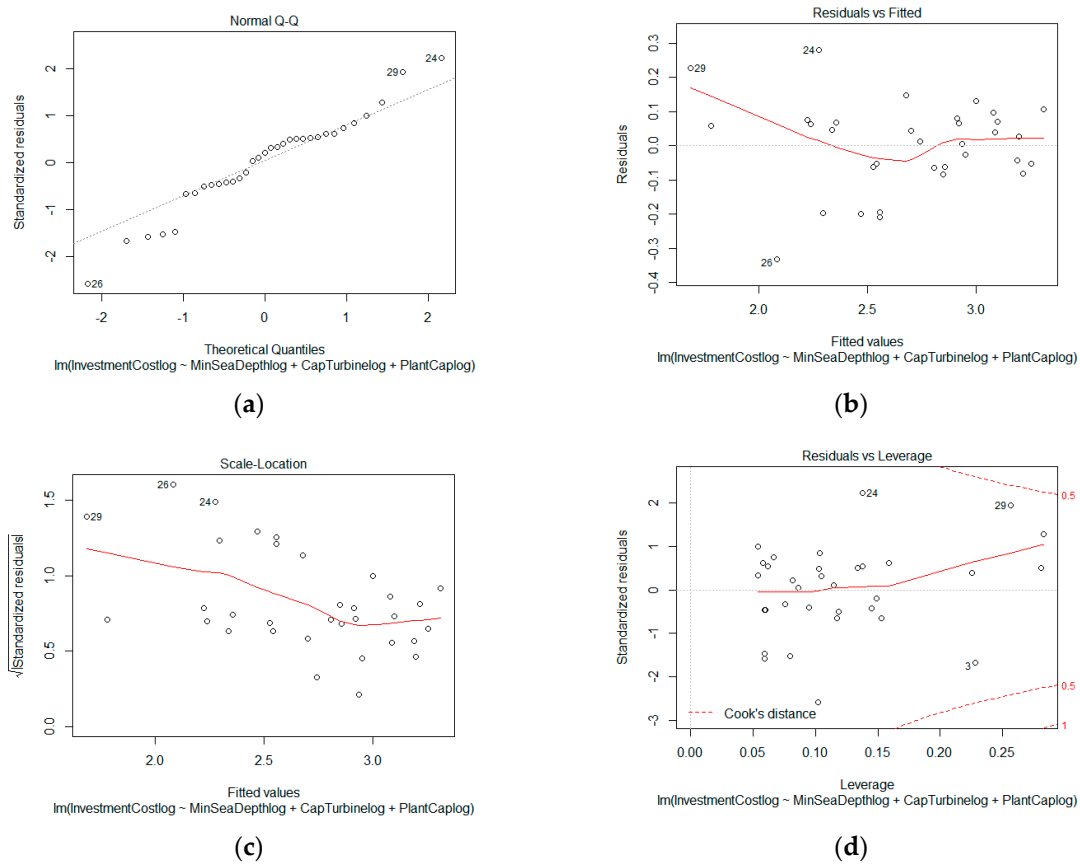 Normal Q-Q
Standardized residuals
2
1
0
-1
-2
24
29
26
-2
-1
0
1
2
Theoretical Quantiles
lm(InvestmentCostlog ~ MinSeaDepthlog + CapTurbinelog + PlantCaplog)
(a)
Residuals vs Fitted
Residuals
0.3
0.2
0.1
0.0
-0.1
-0.2
-0.3
-0.4
29
24
26
2.0
2.5
3.0
Fitted values
lm(InvestmentCostlog ~ MinSeaDepthlog + CapTurbinelog + PlantCaplog)
(b)
Scale-Location
√|Standardized residuals|
1.5
1.0
0.5
0.0
26
24
29
2.0
2.5
3.0
Fitted values
lm(InvestmentCostlog ~ MinSeaDepthlog + CapTurbinelog + PlantCaplog)
(c)
Residuals vs Leverage
Standardized residuals
2
1
0
-1
-2
-3
24
29
3
0.5
0.5
1
Cook's distance
0.00
0.05
0.10
0.15
0.20
0.25
Leverage
lm(InvestmentCostlog ~ MinSeaDepthlog + CapTurbinelog + PlantCaplog)
(d)